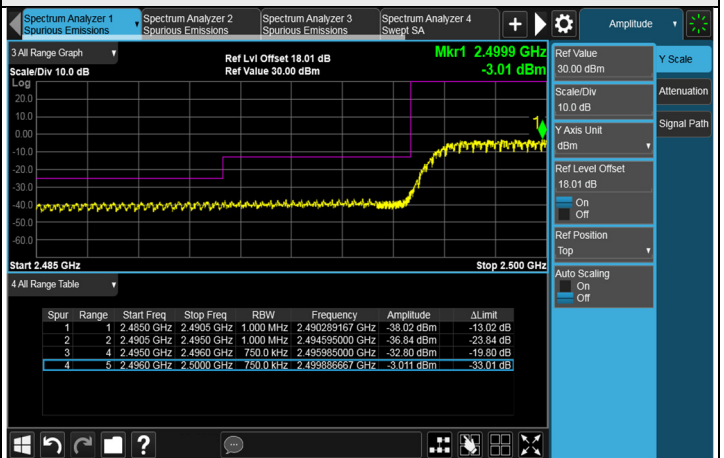 Spectrum Analyzer 1
Spurious Emissions
Spectrum Analyzer 2
Spurious Emissions
Spectrum Analyzer 3
Spurious Emissions
Spectrum Analyzer 4
Swept SA
Amplitude
3 All Range Graph
Scale/Div 10.0 dB
Ref Lvl Offset 18.01 dB
Ref Value 30.00 dBm
Mkr1 2.4999 GHz
-3.01 dBm
Log
20.0
10.0
0.00
-10.0
-20.0
-30.0
-40.0
-50.0
-60.0
1
Start 2.485 GHz
Stop 2.500 GHz
4 All Range Table
Spur Range Start Freq Stop Freq RBW Frequency Amplitude ΔLimit
1 1 2.4850 GHz 2.4905 GHz 1.000 MHz 2.490289167 GHz -38.02 dBm -13.02 dB
2 2 2.4905 GHz 2.4950 GHz 1.000 MHz 2.494595000 GHz -36.84 dBm -23.84 dB
3 4 2.4950 GHz 2.4960 GHz 750.0 kHz 2.495985000 GHz -32.80 dBm -19.80 dB
4 5 2.4960 GHz 2.5000 GHz 750.0 kHz 2.499886667 GHz -3.011 dBm -33.01 dB
Ref Value
30.00 dBm
Scale/Div
10.0 dB
Y Axis Unit
dBm
Ref Level Offset
18.01 dB
On
Off
Ref Position
Top
Auto Scaling
On
Off
Y Scale
Attenuation
Signal Path
?